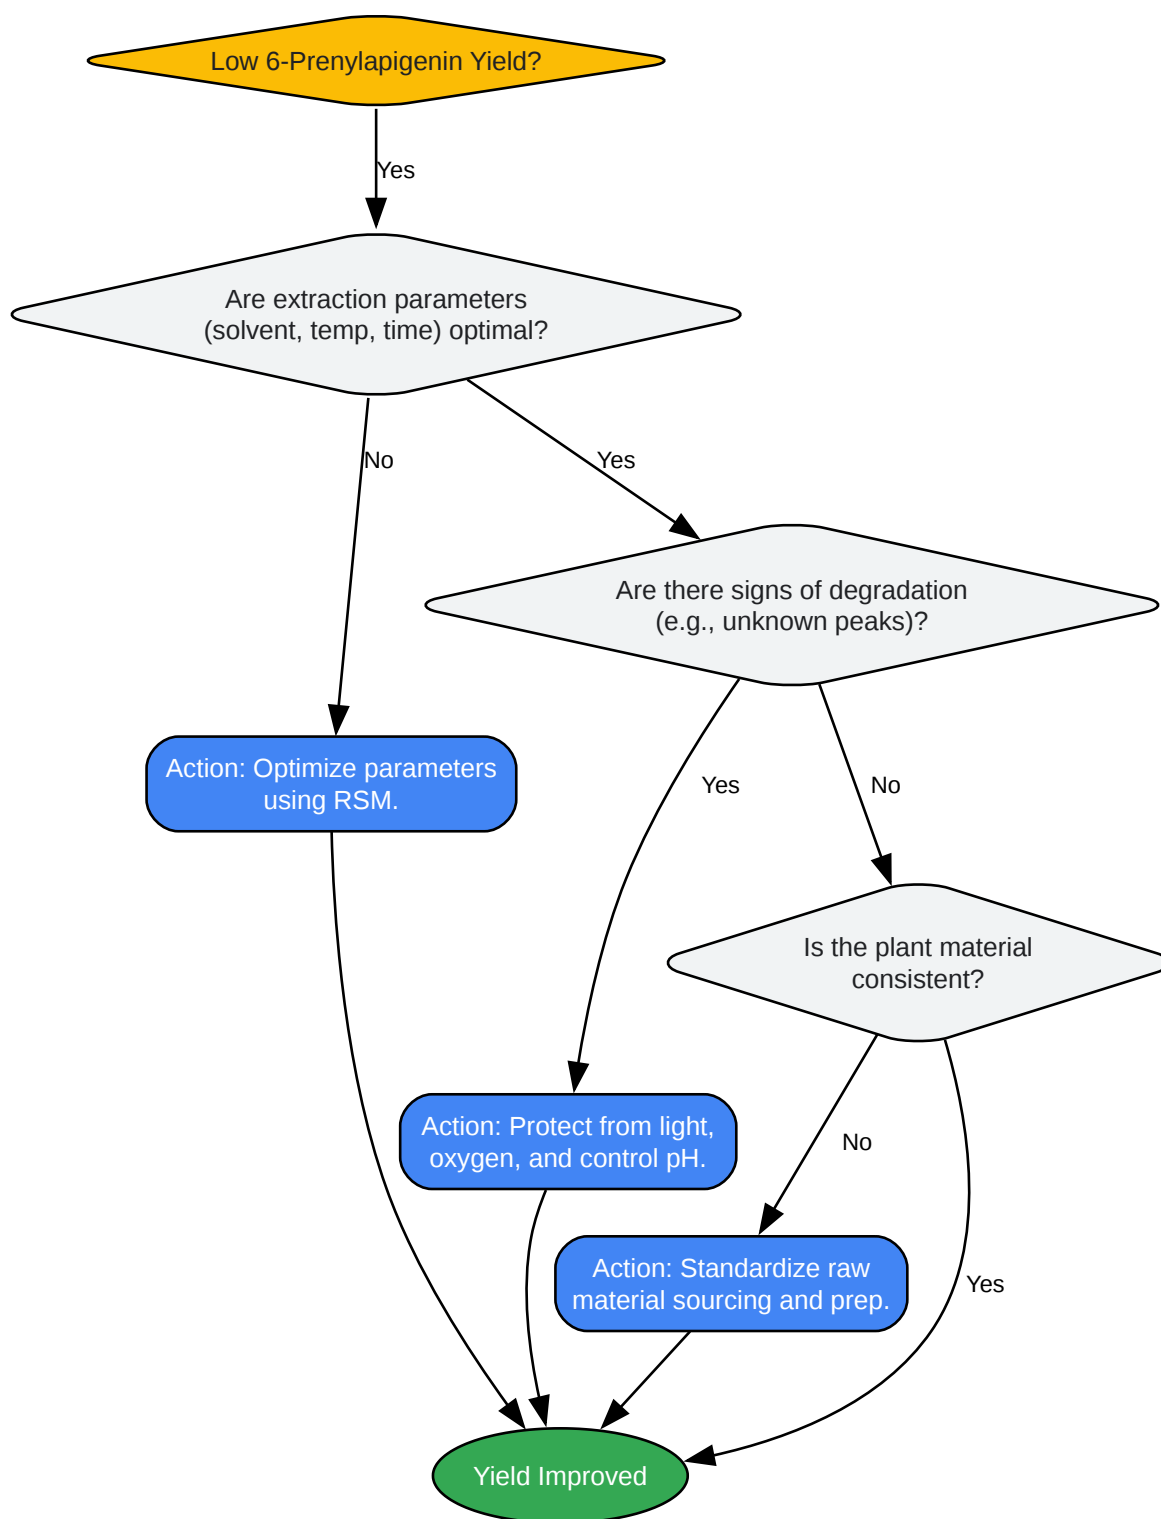 Low 6-Prenylapigenin Yield?
Yes
Are extraction parameters
(solvent, temp, time) optimal?
No
Yes
Are there signs of degradation
(e.g., unknown peaks)?
Action: Optimize parameters
using RSM.
Yes
No
Is the plant material
consistent?
Action: Protect from light,
oxygen, and control pH.
No
Action: Standardize raw
material sourcing and prep.
Yes
Yield Improved